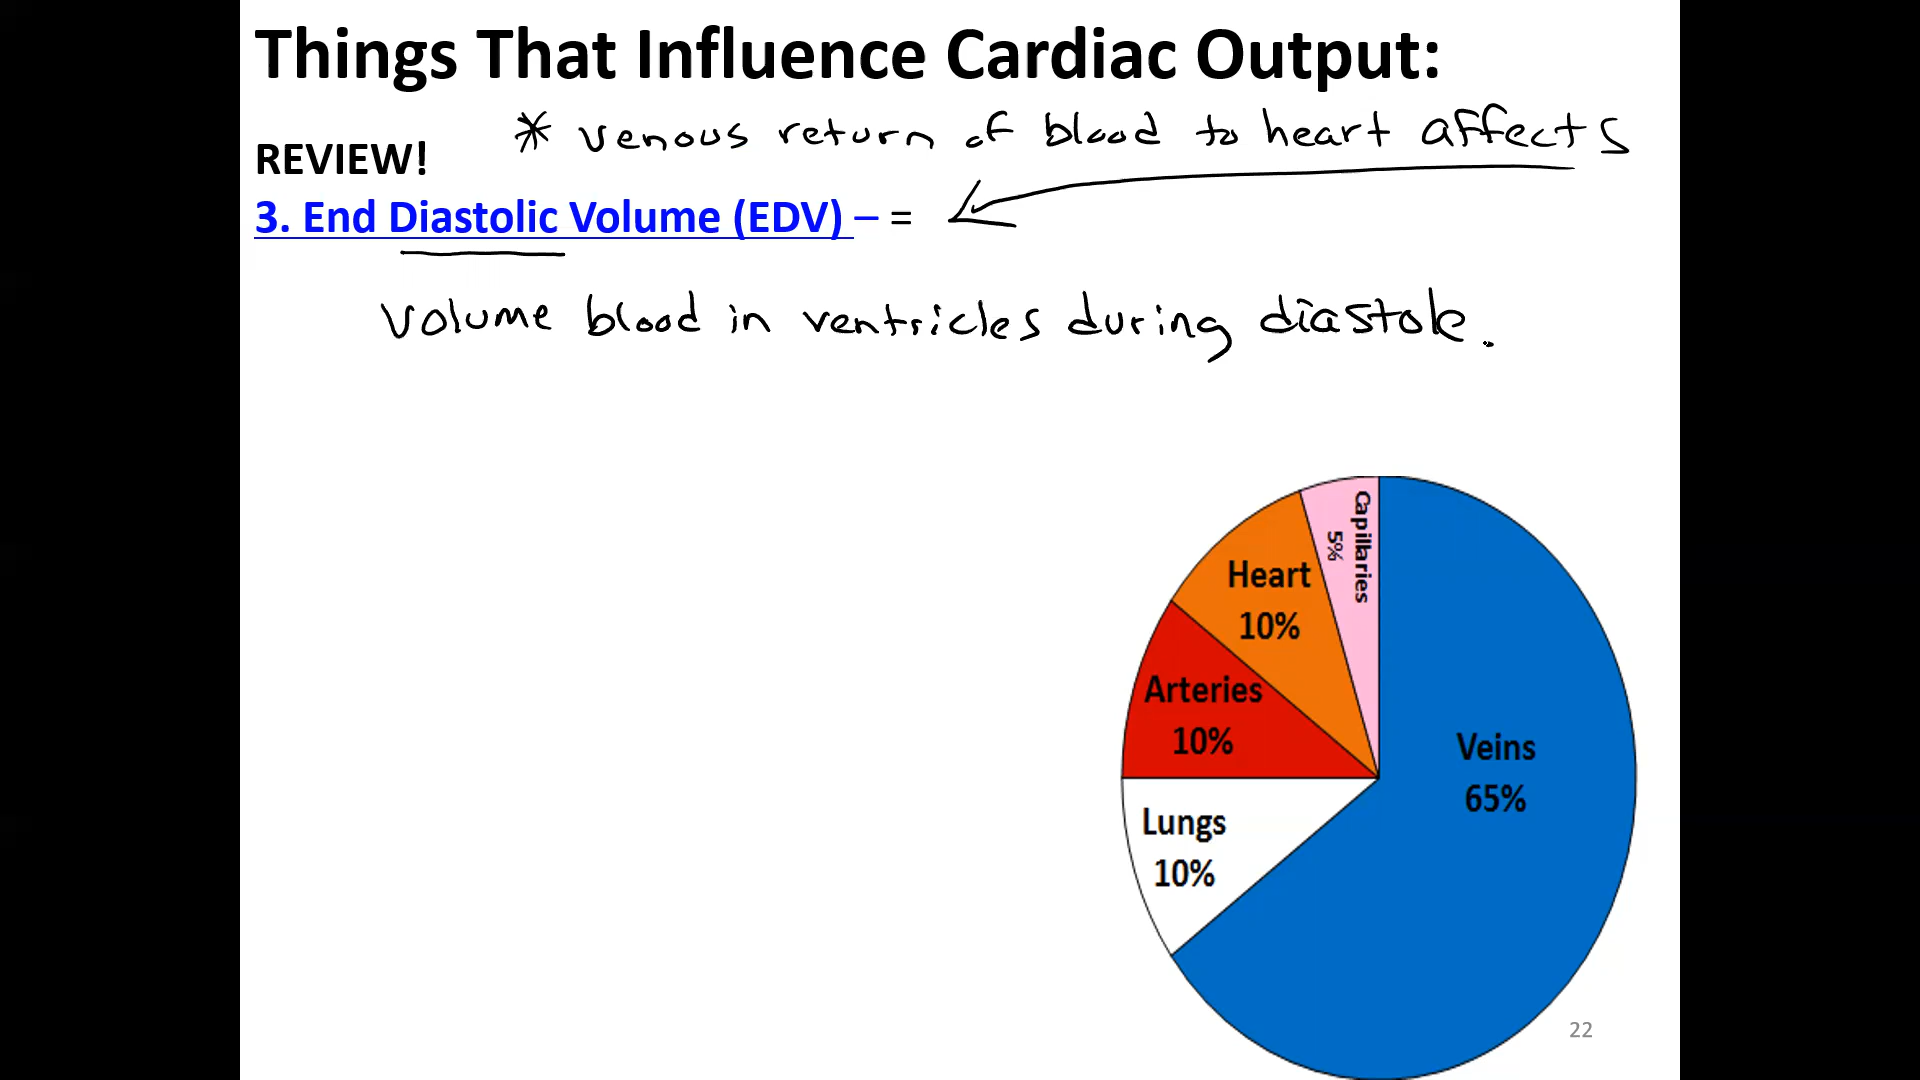 Things That Influence Cardiac Output:
* venous return of blood to heart affects
REVIEW!
3. End Diastolic Volume (EDV) – =
volume blood in ventricles during diastole.
Capillaries
5%
Heart
10%
Arteries
10%
Veins
65%
Lungs
10%
22